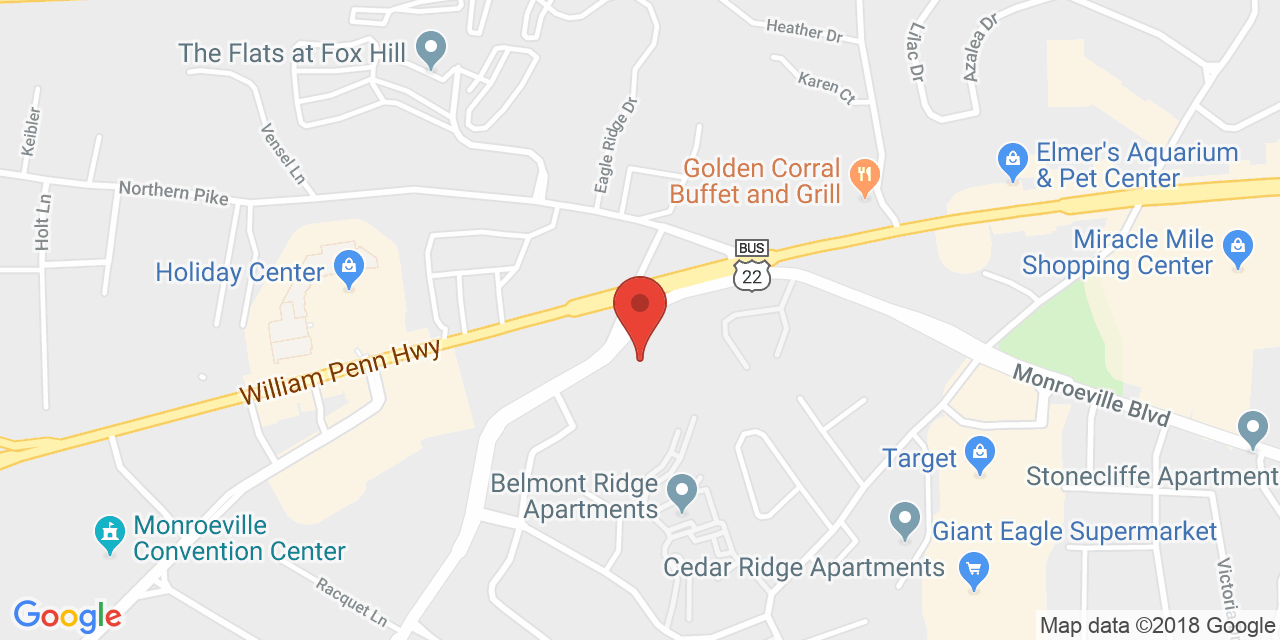 Heather Dr
Lilac Dr
Azalea Dr
The Flats at Fox Hill
Karen Ct
Keibler
Vensel Ln
Eagle Ridge Dr
Elmer's Aquarium
& Pet Center
Golden Corral
Buffet and Grill
Northern Pike
Holt Ln
BUS
22
Miracle Mile
Shopping Center
Holiday Center
William Penn Hwy
Monroeville Blvd
Target
Stonecliffe Apartment
Belmont Ridge
Apartments
Monroeville
Convention Center
Giant Eagle Supermarket
Cedar Ridge Apartments
Racquet Ln
Victoria
Google
Map data ©2018 Google